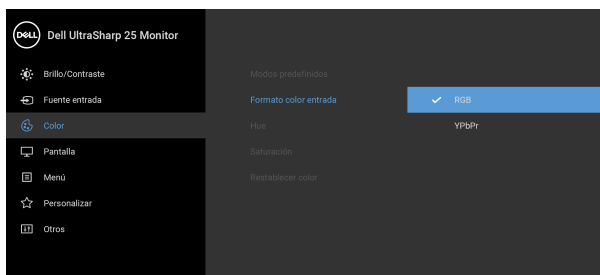 DELL Dell UltraSharp 25 Monitor
Brillo/Contraste
Fuente entrada
Color
Pantalla
Menú
Personalizar
Otros
Modos predefinidos
Formato color entrada
Hue
Saturación
Restablecer color
RGB
YPbPr